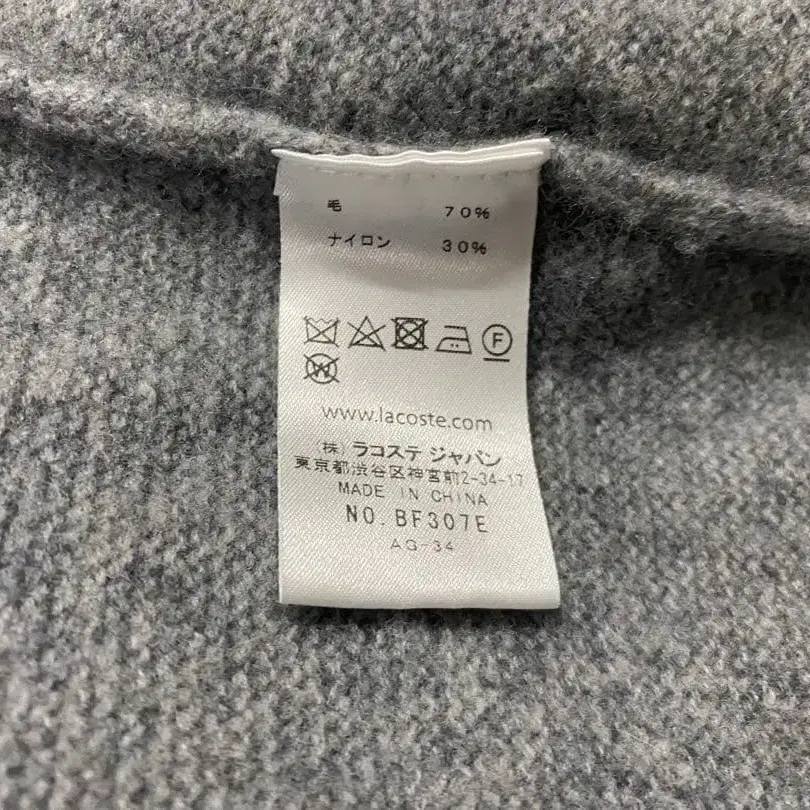 毛 70%
ナイロン 30%
F
W
www.lacoste.com
(株) ラコステ ジャパン
東京都渋谷区神宮前2-34-17
MADE IN CHINA
NO. BF307E
AG-34